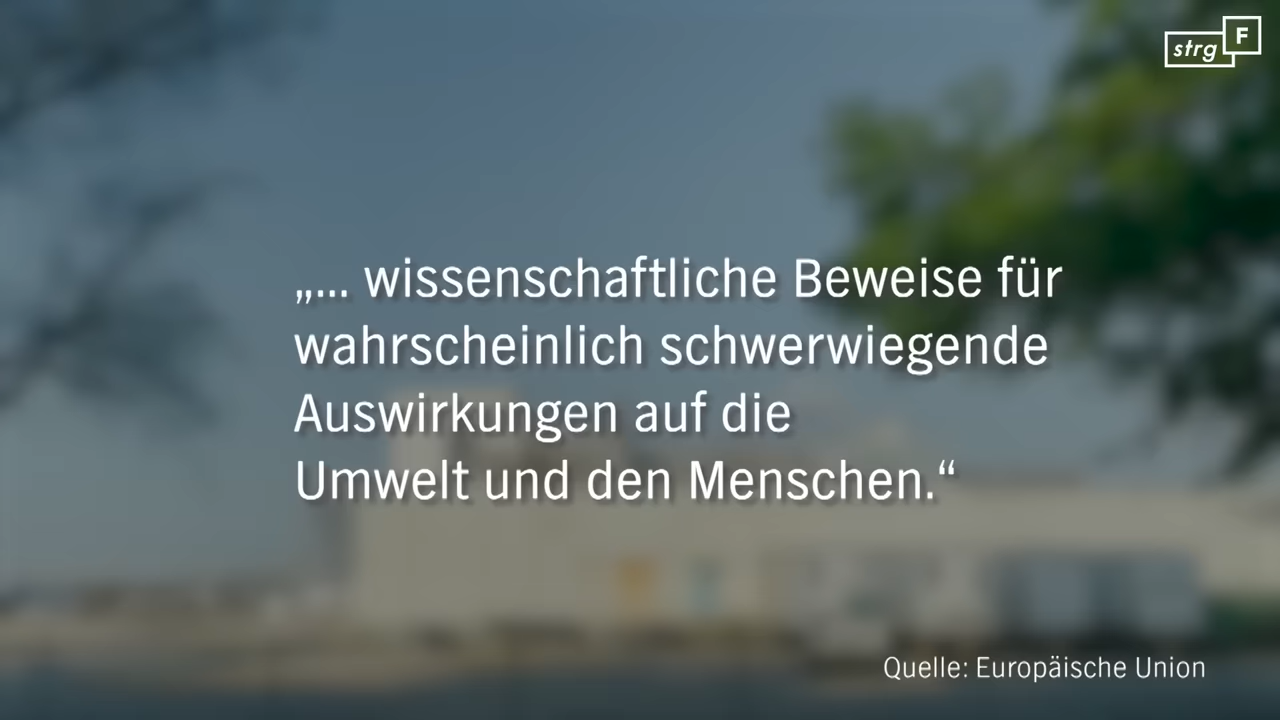 strg F
„... wissenschaftliche Beweise für
wahrscheinlich schwerwiegende
Auswirkungen auf die
Umwelt und den Menschen.“
Quelle: Europäische Union